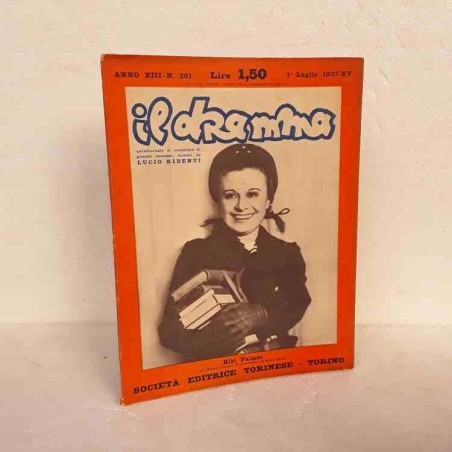 ANNO XIII - N. 261 Lire 1,50 1° Luglio 1937-XV
il dramma
quindicinale di commedie di
grande successo, diretto da
LUCIO RIDENTI
Kiki Palmer
SOCIETA EDITRICE TORINESE - TORINO